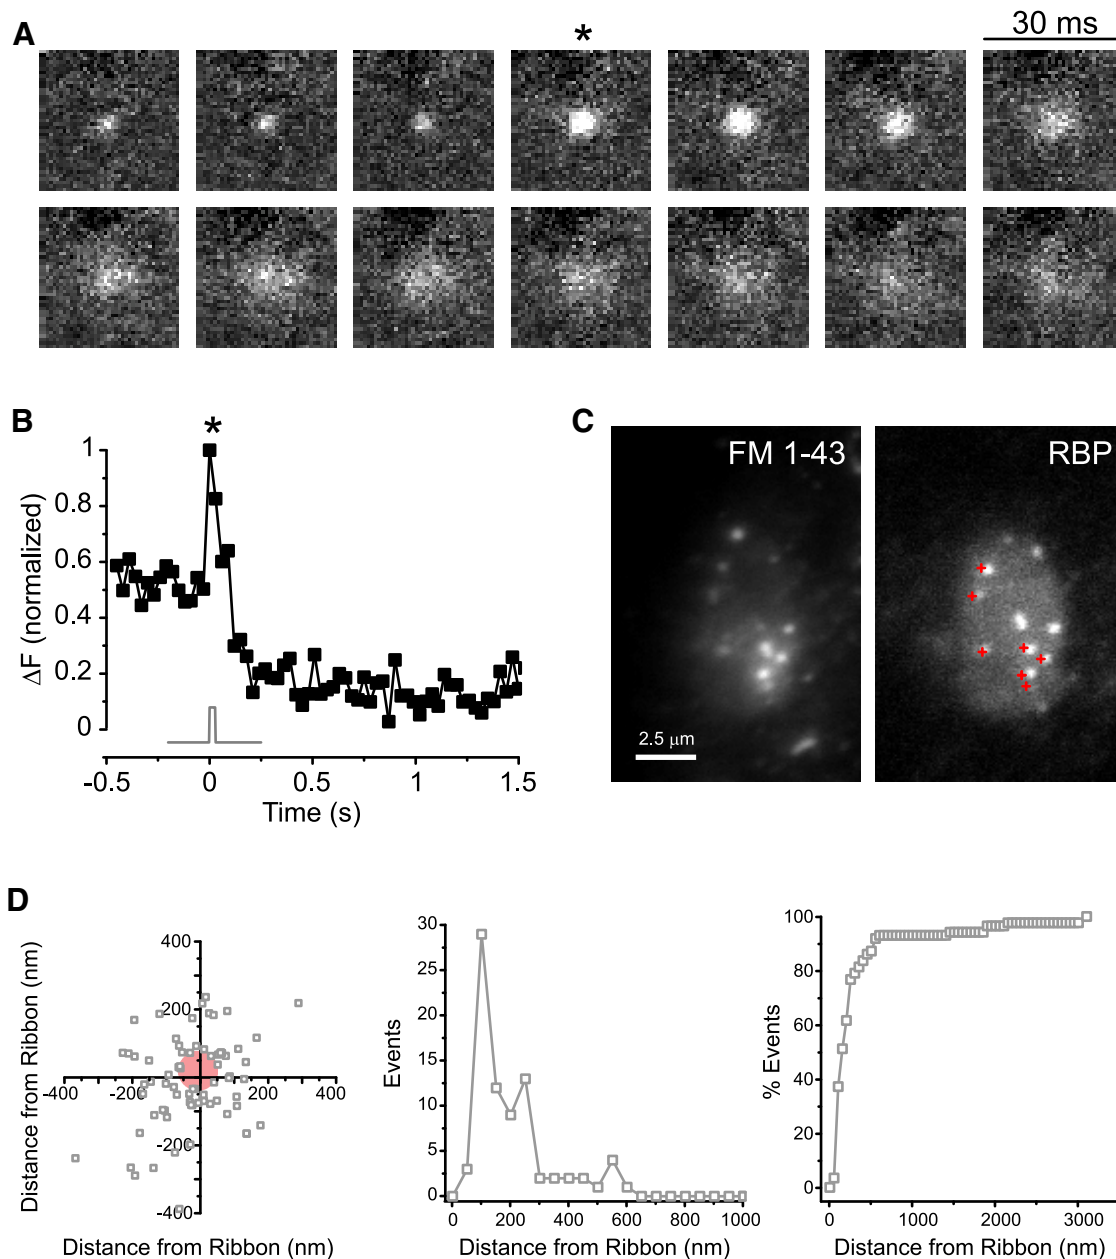 A
*
30 ms
B
*
ΔF (normalized)
1
0.8
0.6
0.4
0.2
0
-0.5
0
0.5
1
1.5
Time (s)
C
FM 1-43
RBP
2.5 μm
D
Distance from Ribbon (nm)
400
200
-400
-200
200
400
-200
-400
Distance from Ribbon (nm)
Events
30
25
20
15
10
5
0
0
200
400
600
800
1000
Distance from Ribbon (nm)
% Events
100
80
60
40
20
0
0
1000
2000
3000
Distance from Ribbon (nm)